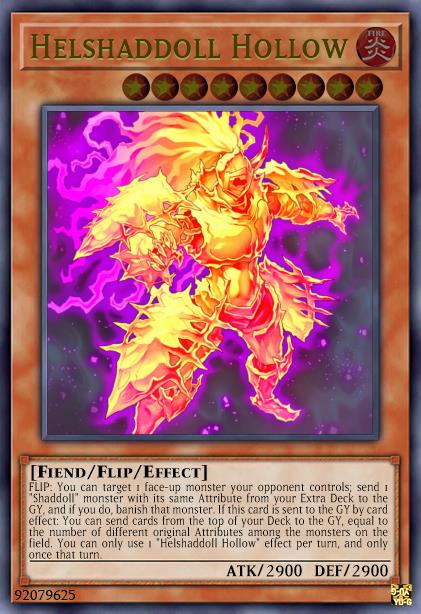 Helshaddoll Hollow
FIRE
炎
[Fiend/Flip/Effect]
FLIP: You can target 1 face-up monster your opponent controls; send 1
"Shaddoll" monster with its same Attribute from your Extra Deck to the
GY, and if you do, banish that monster. If this card is sent to the GY by card
effect: You can send cards from the top of your Deck to the GY, equal to
the number of different original Attributes among the monsters on the
field. You can only use 1 "Helshaddoll Hollow" effect per turn, and only
once that turn.
ATK/2900 DEF/2900
92079625